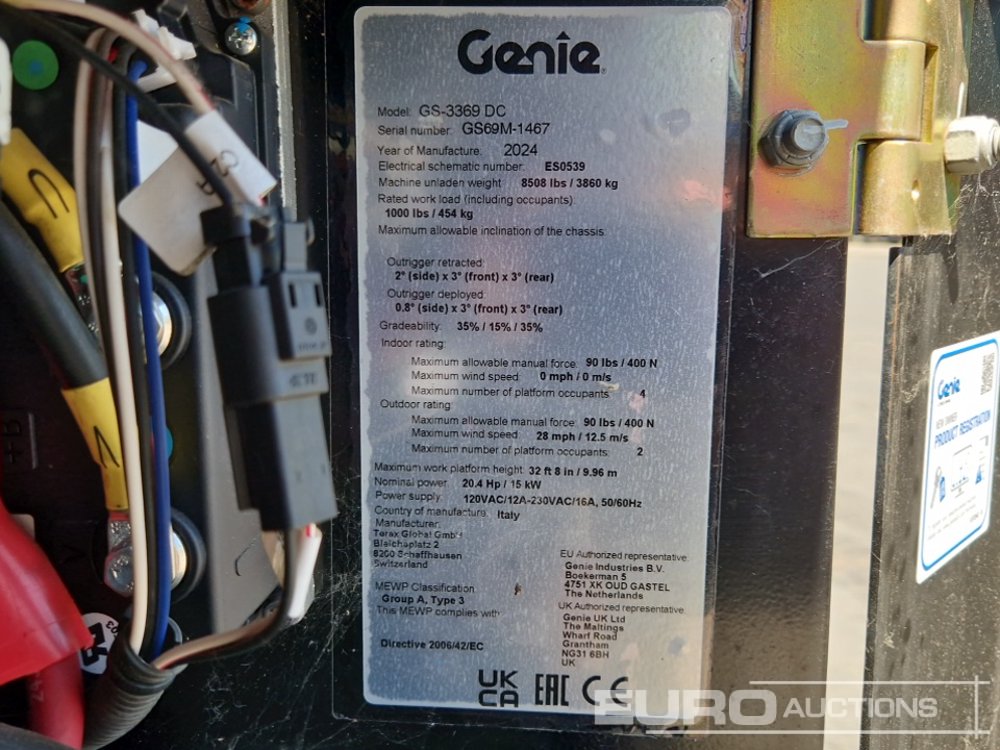 Genie
Model: GS-3369 DC
Serial number: GS69M-1467
Year of Manufacture: 2024
Electrical schematic number: ES0539
Machine unladen weight 8508 lbs / 3860 kg
Rated work load (including occupants):
1000 lbs / 454 kg
Maximum allowable inclination of the chassis:
Outrigger retracted:
2° (side) x 3° (front) x 3° (rear)
Outrigger deployed:
0.8° (side) x 3° (front) x 3° (rear)
Gradeability: 35% / 15% / 35%
Indoor rating:
Maximum allowable manual force: 90 lbs / 400 N
Maximum wind speed: 0 mph / 0 m/s
Maximum number of platform occupants: 4
Outdoor rating:
Maximum allowable manual force: 90 lbs / 400 N
Maximum wind speed: 28 mph / 12.5 m/s
Maximum number of platform occupants: 2
Maximum work platform height: 32 ft 8 in / 9.96 m
Nominal power: 20.4 Hp / 15 kW
Power supply: 120VAC/12A-230VAC/16A, 50/60Hz
Country of manufacture: Italy
Manufacturer:
Terex Global GmbH
Bleicheplatz 2
8200 Schaffhausen
Switzerland
MEWP Classification
Group A, Type 3
This MEWP complies with:
Directive 2006/42/EC
EU Authorized representative:
Genie Industries B.V.
Boekerman 5
4751 XK OUD GASTEL
The Netherlands
UK Authorized representative:
Genie UK Ltd
The Maltings
Wharf Road
Grantham
NG31 6BH
UK
UK
CA EAC CE
Genie
NEW OWNER
PRODUCT REGISTRATION
EURO AUCTIONS